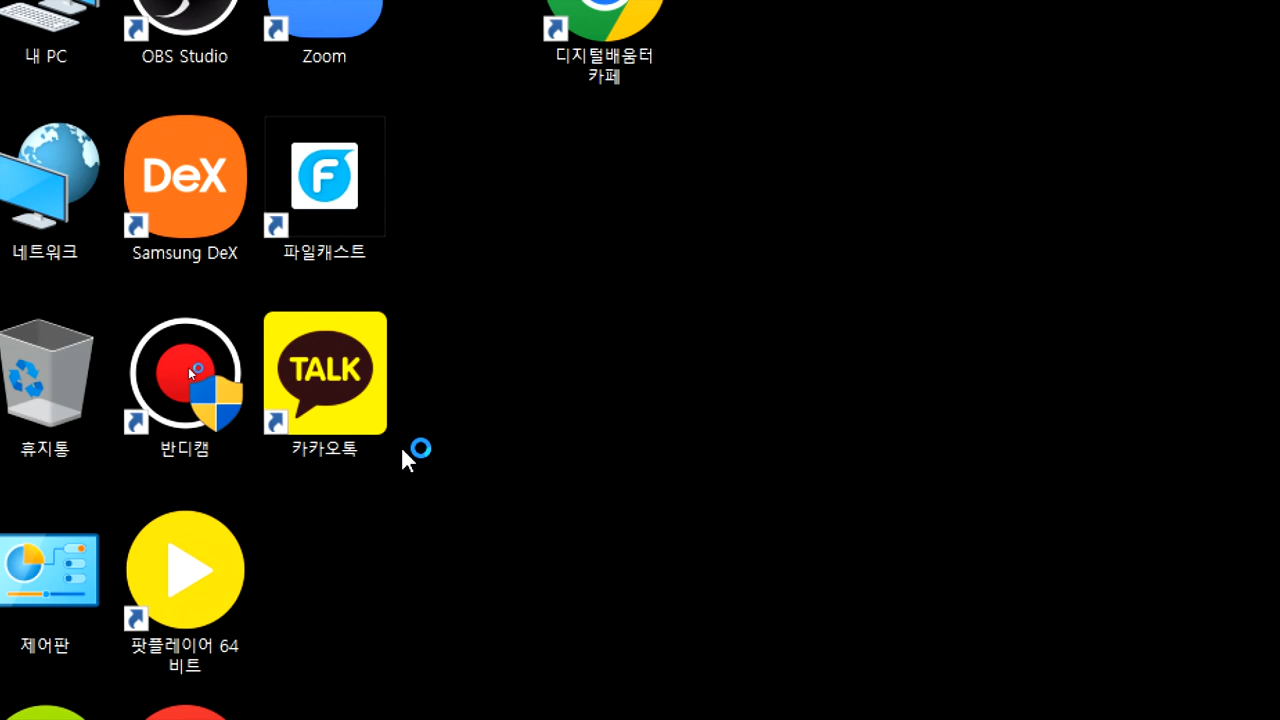 내 PC
OBS Studio
Zoom
디지털배움터
카페
DeX
F
네트워크
Samsung DeX
파일캐스트
TALK
휴지통
반디캠
카카오톡
제어판
팟플레이어 64
비트